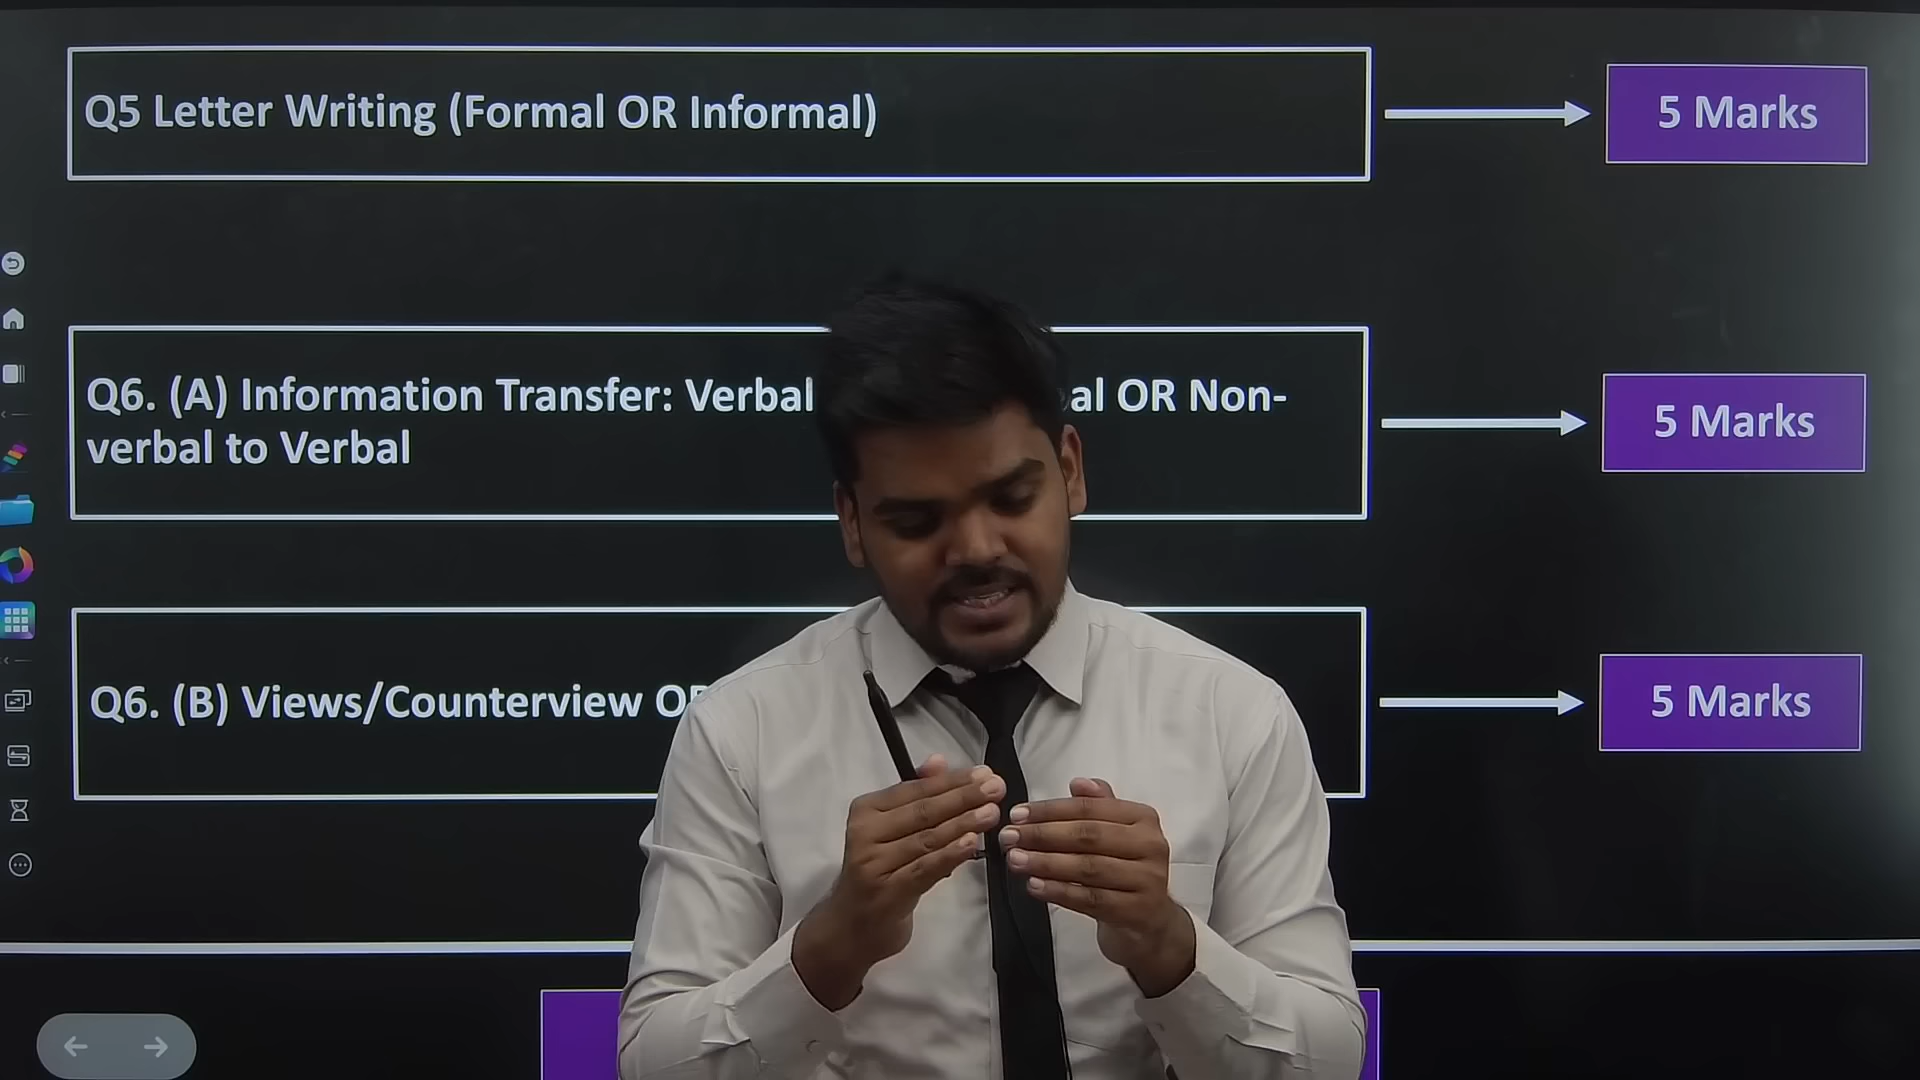 Q5 Letter Writing (Formal OR Informal)
5 Marks
Q6. (A) Information Transfer: Verbal OR Non-
verbal to Verbal
5 Marks
Q6. (B) Views/Counterview
5 Marks